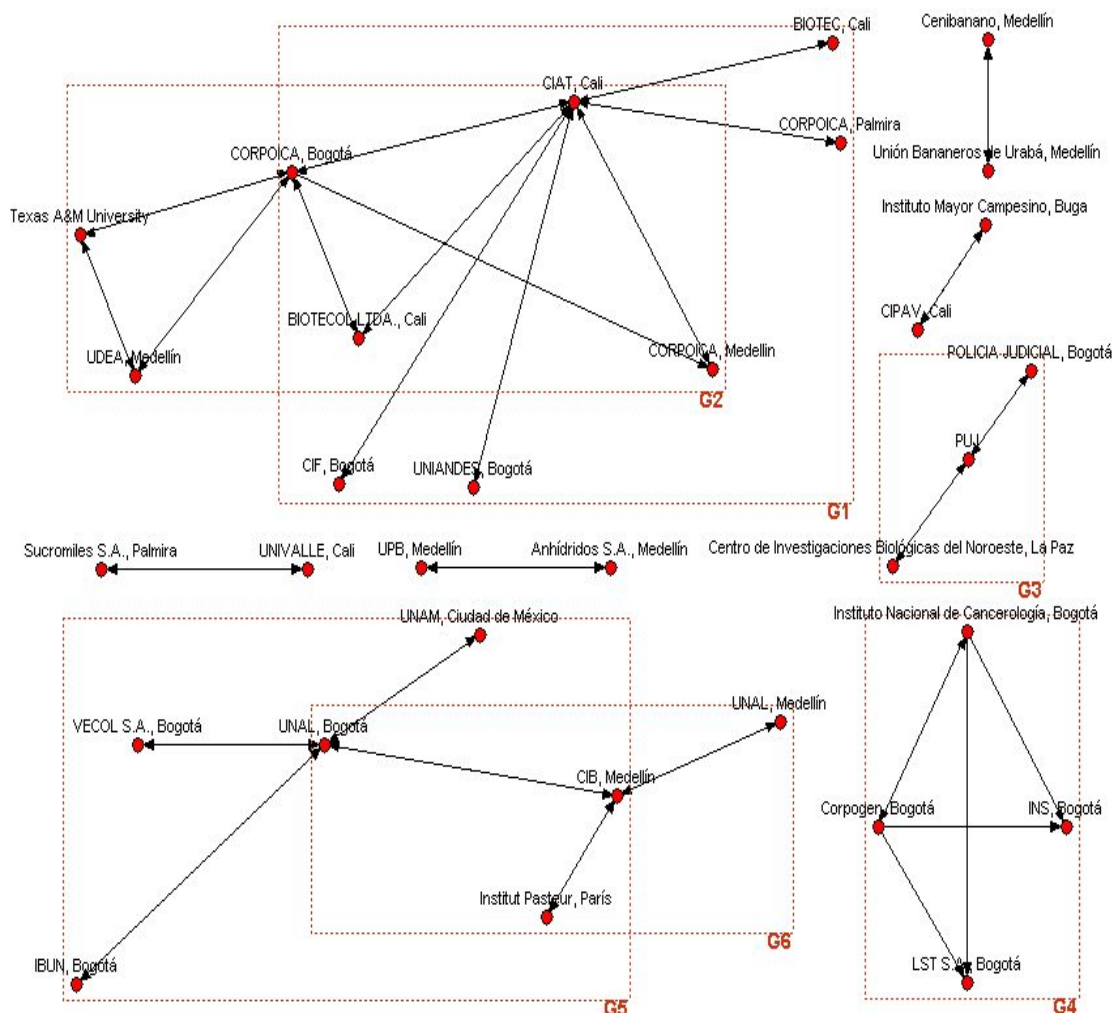 BIOTEC, Cali
Cenibanano, Medellín
CIAT, Cali
CORPOICA, Palmira
CORPOICA, Bogotá
Unión Bananeros de Urabá, Medellín
Texas A&M University
Instituto Mayor Campesino, Buga
BIOTECOL LTDA., Cali
CIPAV, Cali
UDEA, Medellín
CORPOICA, Medellin
POLICIA JUDICIAL, Bogotá
G2
PUJ
CIF, Bogotá
UNIANDES, Bogotá
G1
Sucromiles S.A., Palmira
UNIVALLE, Cali
UPB, Medellín
Anhídridos S.A., Medellín
Centro de Investigaciones Biológicas del Noroeste, La Paz
G3
UNAM, Ciudad de México
Instituto Nacional de Cancerología, Bogotá
VECOL S.A., Bogotá
UNAL, Bogotá
UNAL, Medellín
CIB, Medellín
Corpogen, Bogotá
INS, Bogotá
Institut Pasteur, París
G6
IBUN, Bogotá
LST S.A., Bogotá
G5
G4